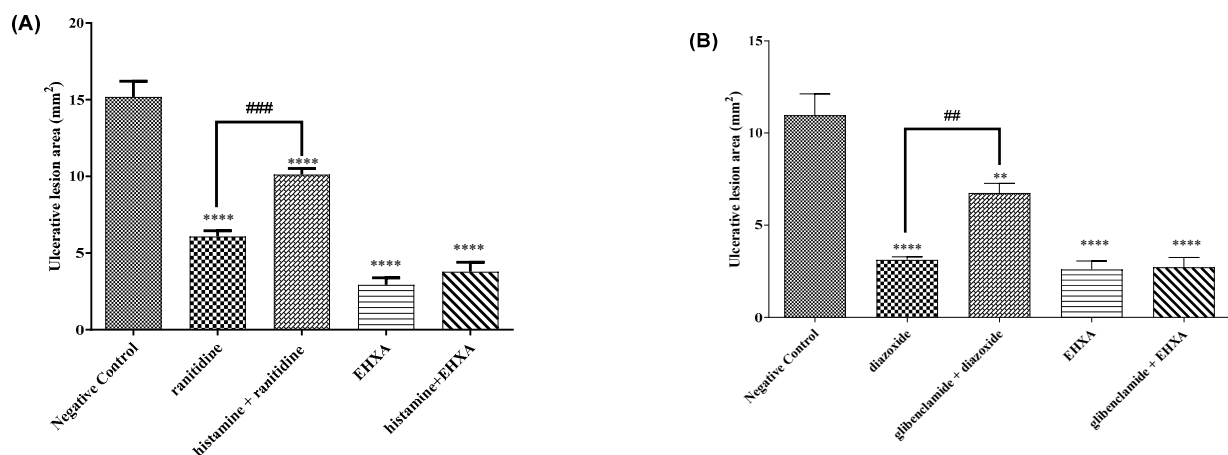 (A)
Ulcerative lesion area (mm²)
20
15
10
5
0
****
###
****
****
****
Negative Control
ranitidine
histamine + ranitidine
EHXA
histamine+EHXA
(B)
Ulcerative lesion area (mm²)
15
10
5
0
****
##
**
****
****
Negative Control
diazoxide
glibenclamide + diazoxide
EHXA
glibenclamide + EHXA